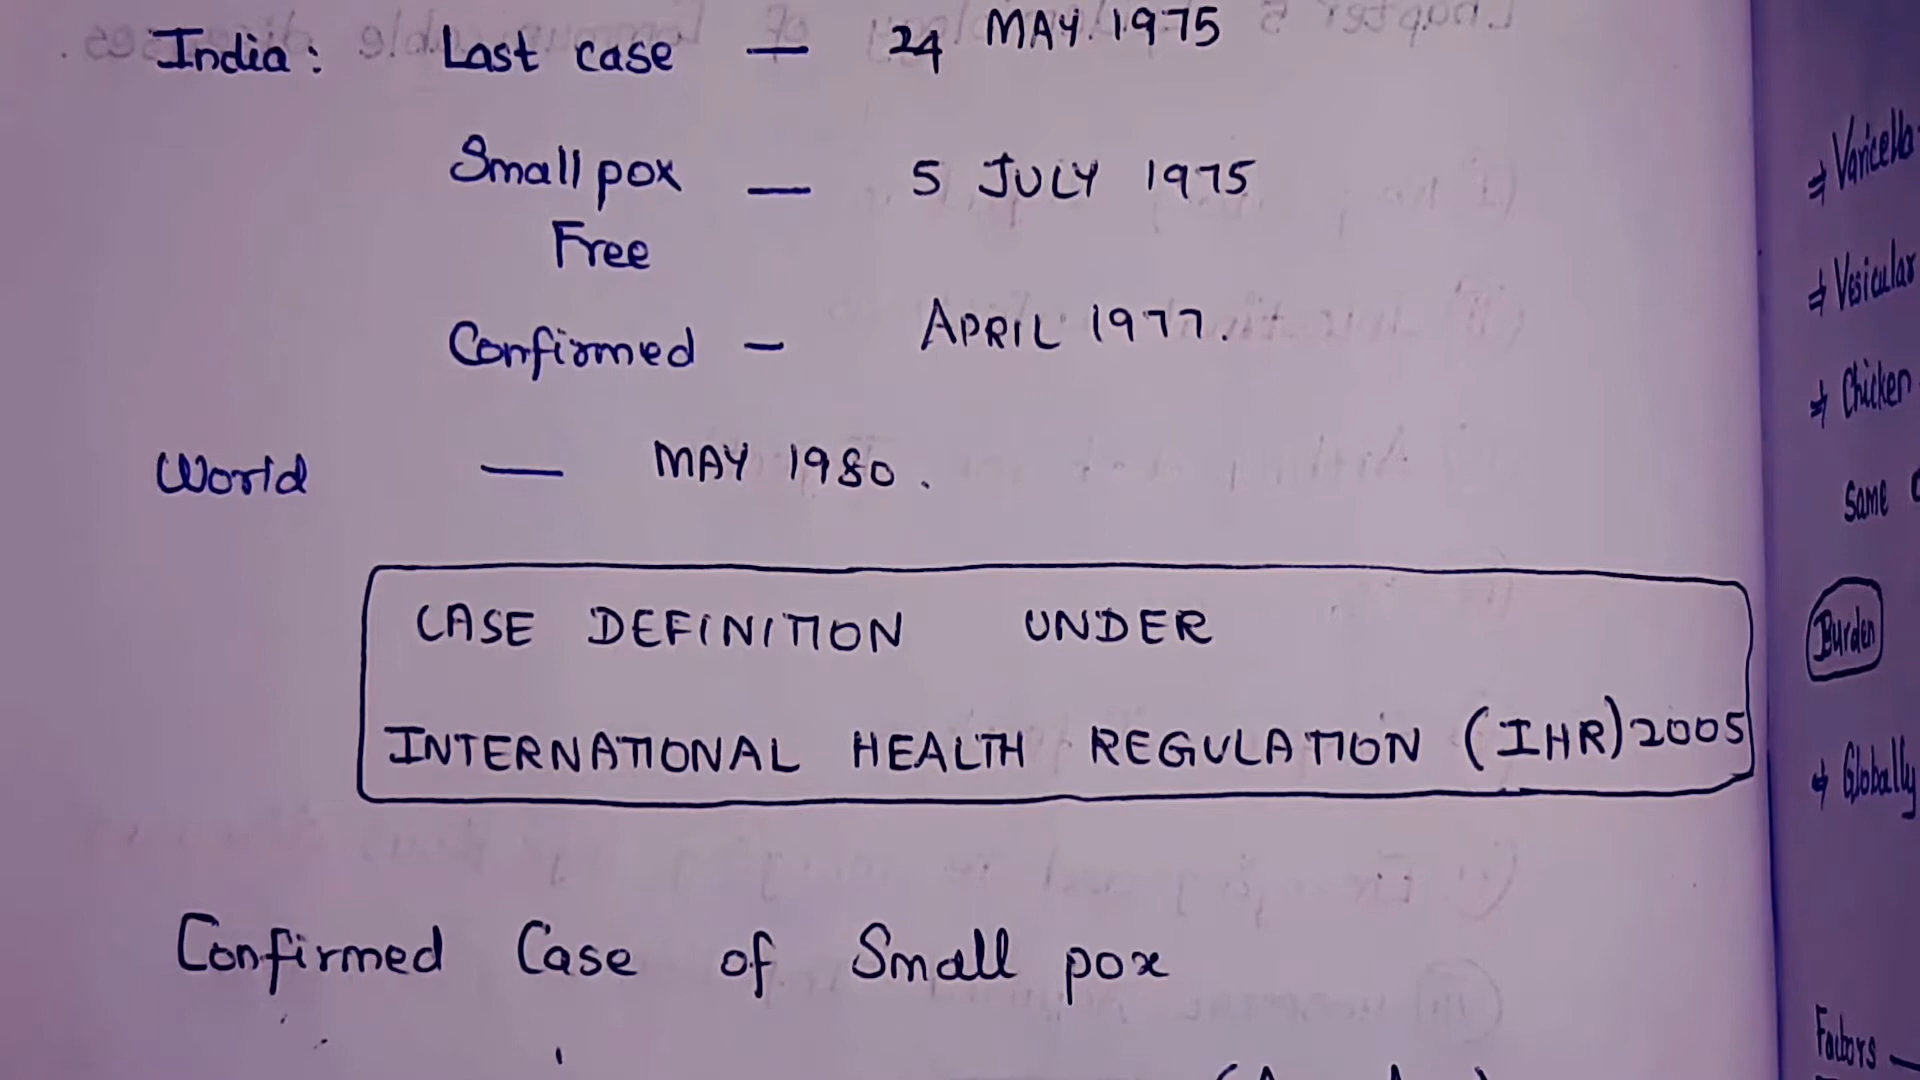 India: Last case — 24 MAY 1975
Small pox — 5 JULY 1975
Free
Confirmed - APRIL 1977.
World — MAY 1980.
CASE DEFINITION UNDER
INTERNATIONAL HEALTH REGULATION (IHR) 2005
Confirmed Case of Small pox
⇒ Varicella
⇒ Vesicular
⇒ Chicken
Same
Burden
⇒ Globally
Factors —